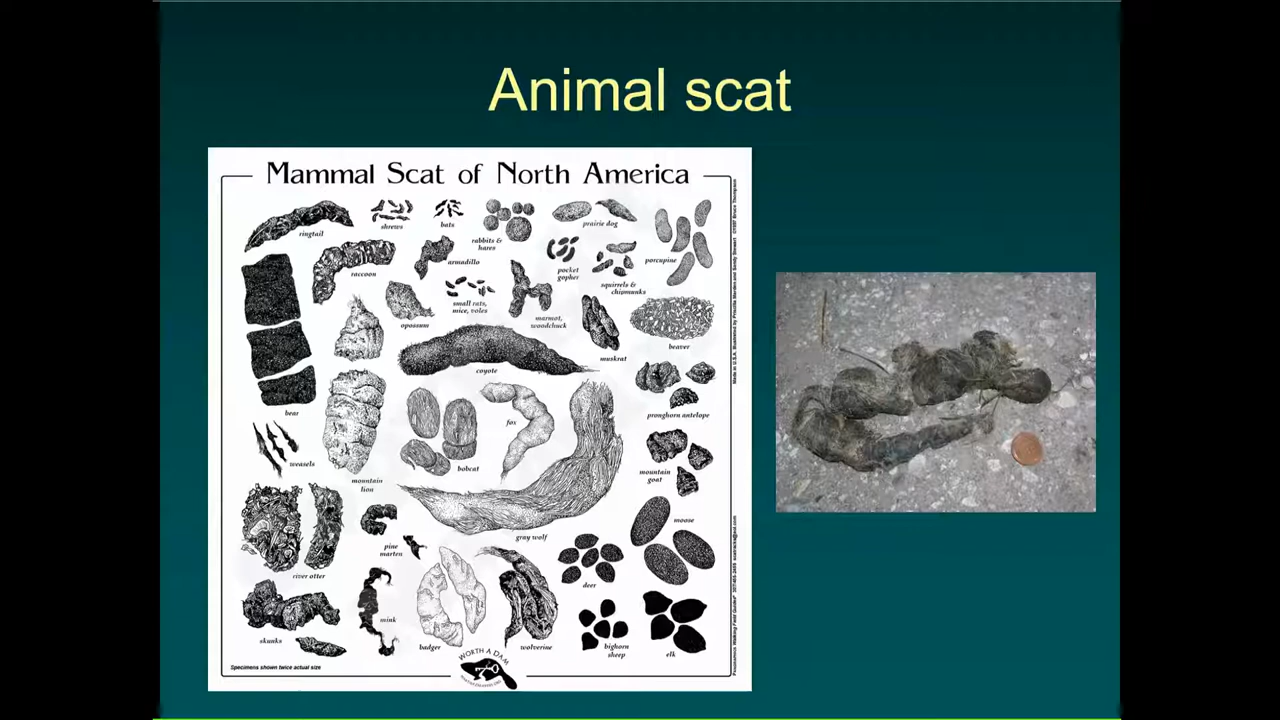 Animal scat
Mammal Scat of North America
ringtail
shrews
bats
rabbits &
hares
prairie dog
porcupine
raccoon
armadillo
pocket
gopher
squirrels &
chipmunks
small rats,
mice, voles
opossum
marmot,
woodchuck
muskrat
beaver
coyote
bear
pronghorn antelope
fox
bobcat
weasels
mountain
lion
mountain
goat
moose
gray wolf
pine
marten
river otter
deer
mink
skunks
badger
wolverine
bighorn
sheep
elk
Specimens shown twice actual size
WORTH A DAM